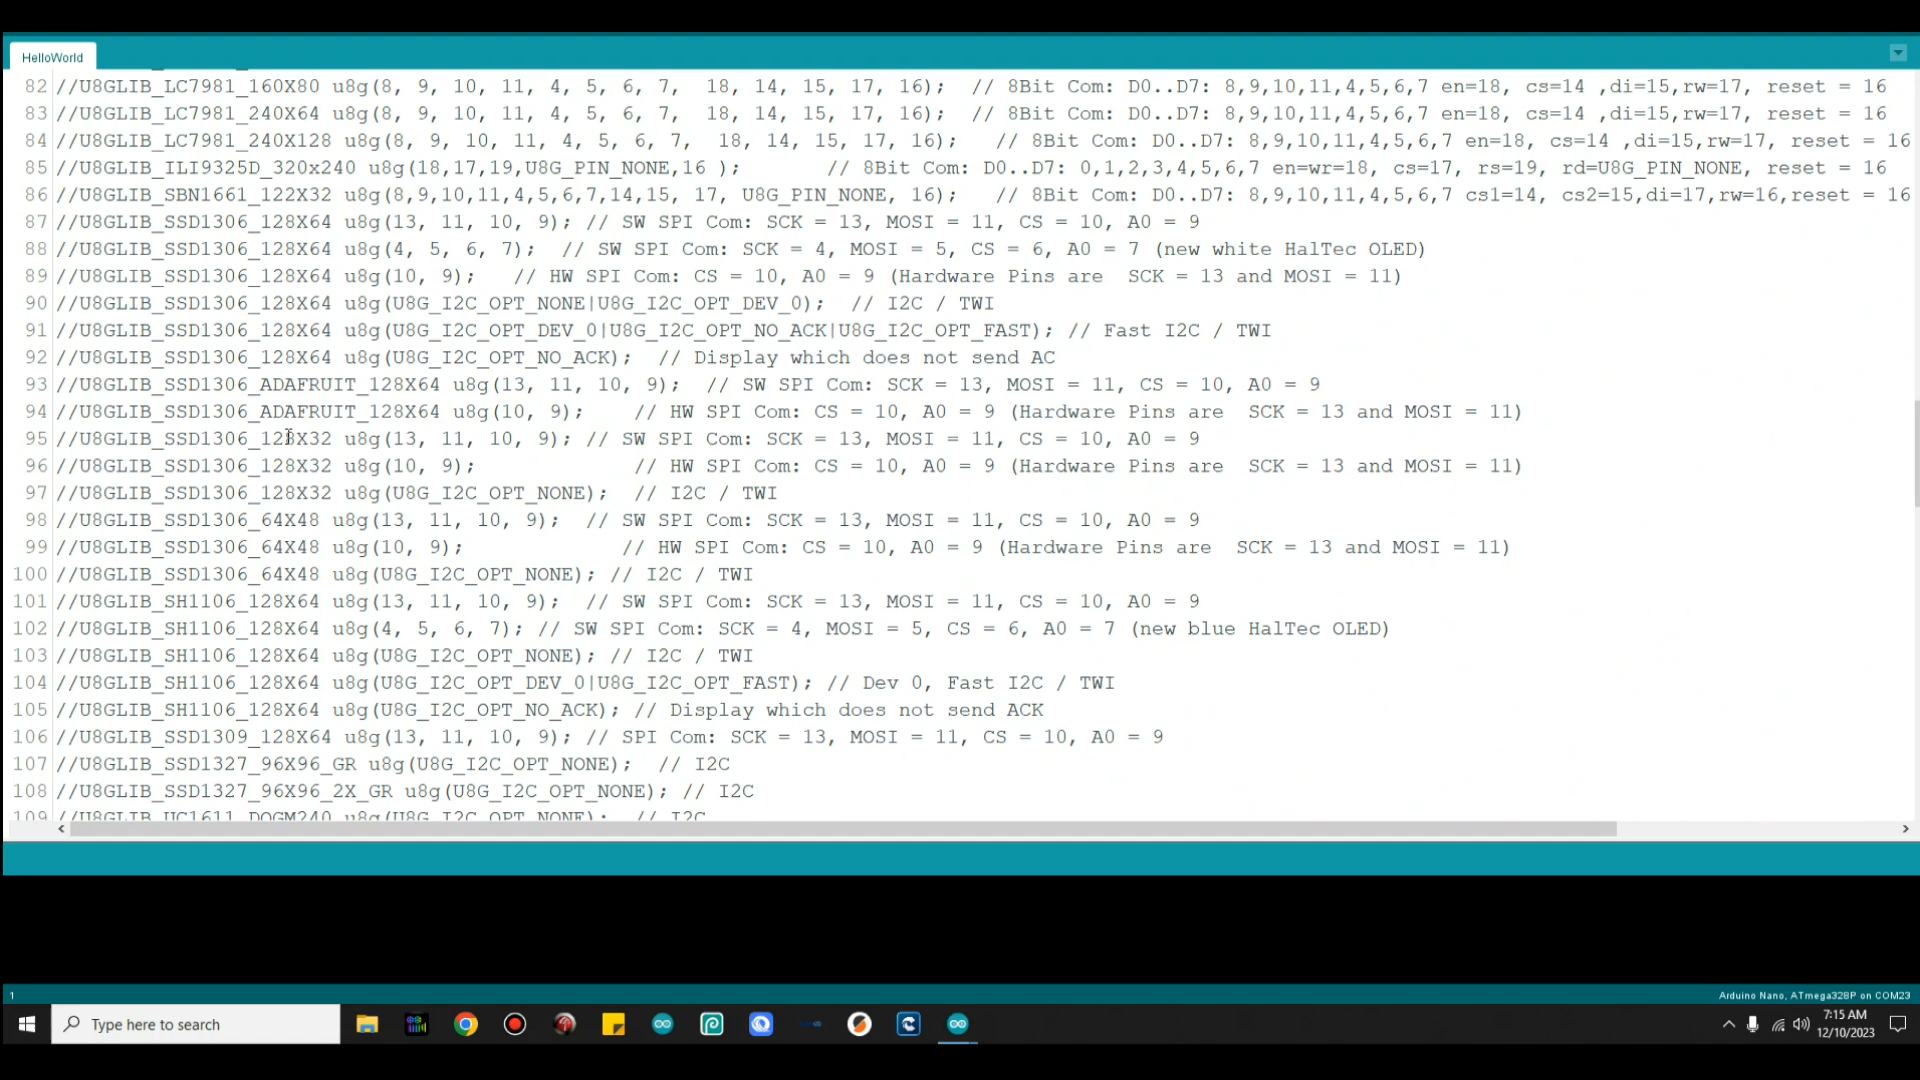 HelloWorld
82 //U8GLIB_LC7981_160X80 u8g(8, 9, 10, 11, 4, 5, 6, 7,  18, 14, 15, 17, 16);  // 8Bit Com: D0..D7: 8,9,10,11,4,5,6,7 en=18, cs=14 ,di=15,rw=17, reset = 16
83 //U8GLIB_LC7981_240X64 u8g(8, 9, 10, 11, 4, 5, 6, 7,  18, 14, 15, 17, 16);  // 8Bit Com: D0..D7: 8,9,10,11,4,5,6,7 en=18, cs=14 ,di=15,rw=17, reset = 16
84 //U8GLIB_LC7981_240X128 u8g(8, 9, 10, 11, 4, 5, 6, 7,  18, 14, 15, 17, 16);   // 8Bit Com: D0..D7: 8,9,10,11,4,5,6,7 en=18, cs=14 ,di=15,rw=17, reset = 16
85 //U8GLIB_ILI9325D_320x240 u8g(18,17,19,U8G_PIN_NONE,16 );       // 8Bit Com: D0..D7: 0,1,2,3,4,5,6,7 en=wr=18, cs=17, rs=19, rd=U8G_PIN_NONE, reset = 16
86 //U8GLIB_SBN1661_122X32 u8g(8,9,10,11,4,5,6,7,14,15, 17, U8G_PIN_NONE, 16);   // 8Bit Com: D0..D7: 8,9,10,11,4,5,6,7 cs1=14, cs2=15,di=17,rw=16,reset = 16
87 //U8GLIB_SSD1306_128X64 u8g(13, 11, 10, 9); // SW SPI Com: SCK = 13, MOSI = 11, CS = 10, A0 = 9
88 //U8GLIB_SSD1306_128X64 u8g(4, 5, 6, 7);  // SW SPI Com: SCK = 4, MOSI = 5, CS = 6, A0 = 7 (new white HalTec OLED)
89 //U8GLIB_SSD1306_128X64 u8g(10, 9);   // HW SPI Com: CS = 10, A0 = 9 (Hardware Pins are  SCK = 13 and MOSI = 11)
90 //U8GLIB_SSD1306_128X64 u8g(U8G_I2C_OPT_NONE|U8G_I2C_OPT_DEV_0);  // I2C / TWI
91 //U8GLIB_SSD1306_128X64 u8g(U8G_I2C_OPT_DEV_0|U8G_I2C_OPT_NO_ACK|U8G_I2C_OPT_FAST); // Fast I2C / TWI
92 //U8GLIB_SSD1306_128X64 u8g(U8G_I2C_OPT_NO_ACK);  // Display which does not send AC
93 //U8GLIB_SSD1306_ADAFRUIT_128X64 u8g(13, 11, 10, 9);  // SW SPI Com: SCK = 13, MOSI = 11, CS = 10, A0 = 9
94 //U8GLIB_SSD1306_ADAFRUIT_128X64 u8g(10, 9);    // HW SPI Com: CS = 10, A0 = 9 (Hardware Pins are  SCK = 13 and MOSI = 11)
95 //U8GLIB_SSD1306_128X32 u8g(13, 11, 10, 9); // SW SPI Com: SCK = 13, MOSI = 11, CS = 10, A0 = 9
96 //U8GLIB_SSD1306_128X32 u8g(10, 9);             // HW SPI Com: CS = 10, A0 = 9 (Hardware Pins are  SCK = 13 and MOSI = 11)
97 //U8GLIB_SSD1306_128X32 u8g(U8G_I2C_OPT_NONE);  // I2C / TWI
98 //U8GLIB_SSD1306_64X48 u8g(13, 11, 10, 9);  // SW SPI Com: SCK = 13, MOSI = 11, CS = 10, A0 = 9
99 //U8GLIB_SSD1306_64X48 u8g(10, 9);             // HW SPI Com: CS = 10, A0 = 9 (Hardware Pins are  SCK = 13 and MOSI = 11)
100 //U8GLIB_SSD1306_64X48 u8g(U8G_I2C_OPT_NONE); // I2C / TWI
101 //U8GLIB_SH1106_128X64 u8g(13, 11, 10, 9);  // SW SPI Com: SCK = 13, MOSI = 11, CS = 10, A0 = 9
102 //U8GLIB_SH1106_128X64 u8g(4, 5, 6, 7); // SW SPI Com: SCK = 4, MOSI = 5, CS = 6, A0 = 7 (new blue HalTec OLED)
103 //U8GLIB_SH1106_128X64 u8g(U8G_I2C_OPT_NONE); // I2C / TWI
104 //U8GLIB_SH1106_128X64 u8g(U8G_I2C_OPT_DEV_0|U8G_I2C_OPT_FAST); // Dev 0, Fast I2C / TWI
105 //U8GLIB_SH1106_128X64 u8g(U8G_I2C_OPT_NO_ACK); // Display which does not send ACK
106 //U8GLIB_SSD1309_128X64 u8g(13, 11, 10, 9); // SPI Com: SCK = 13, MOSI = 11, CS = 10, A0 = 9
107 //U8GLIB_SSD1327_96X96_GR u8g(U8G_I2C_OPT_NONE);  // I2C
108 //U8GLIB_SSD1327_96X96_2X_GR u8g(U8G_I2C_OPT_NONE); // I2C
109 //U8GLIB_UC1611_DOGM240 u8g(U8G_I2C_OPT_NONE);  // I2C
1
Arduino Nano, ATmega328P on COM23
Type here to search
7:15 AM
12/10/2023